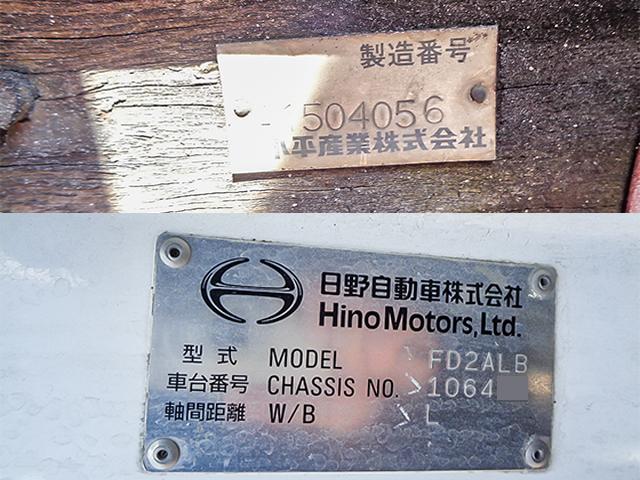 製造番号
504056
小平産業株式会社
日野自動車株式会社
Hino Motors, Ltd.
型式 MODEL FD2ALB
車台番号 CHASSIS NO. 1064
軸間距離 W/B L